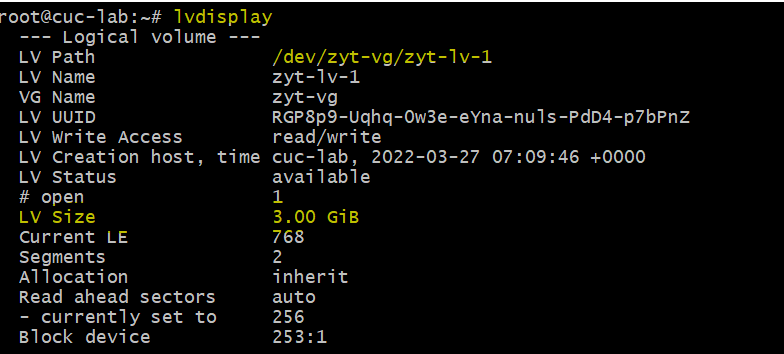 root@cuc-lab:~# lvdisplay
--- Logical volume ---
LV Path /dev/zyt-vg/zyt-lv-1
LV Name zyt-lv-1
VG Name zyt-vg
LV UUID RGP8p9-Uqhq-Ow3e-eYna-nuls-PdD4-p7bPnZ
LV Write Access read/write
LV Creation host, time cuc-lab, 2022-03-27 07:09:46 +0000
LV Status available
# open 1
LV Size 3.00 GiB
Current LE 768
Segments 2
Allocation inherit
Read ahead sectors auto
- currently set to 256
Block device 253:1